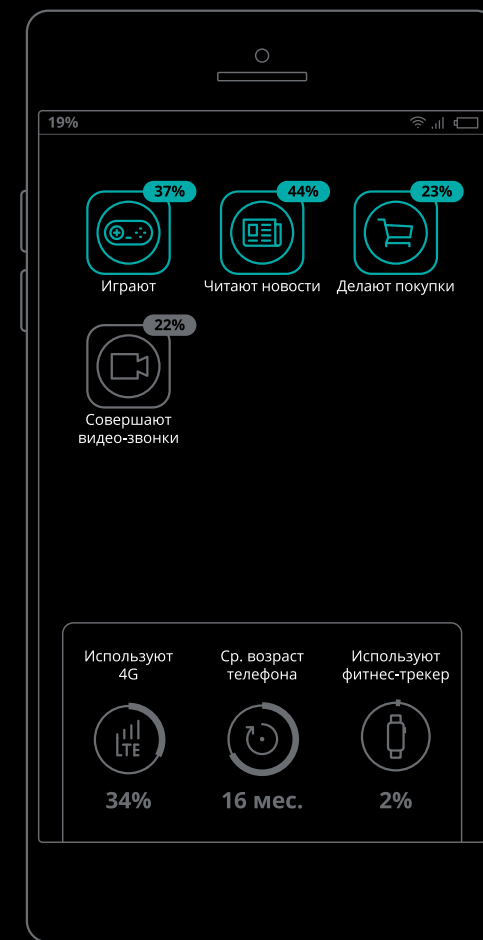 19%
37% 44% 23%
Играют Читают новости Делают покупки
22%
Совершают
видео-звонки
Используют Ср. возраст Используют
4G телефона фитнес-трекер
LTE
34% 16 мес. 2%